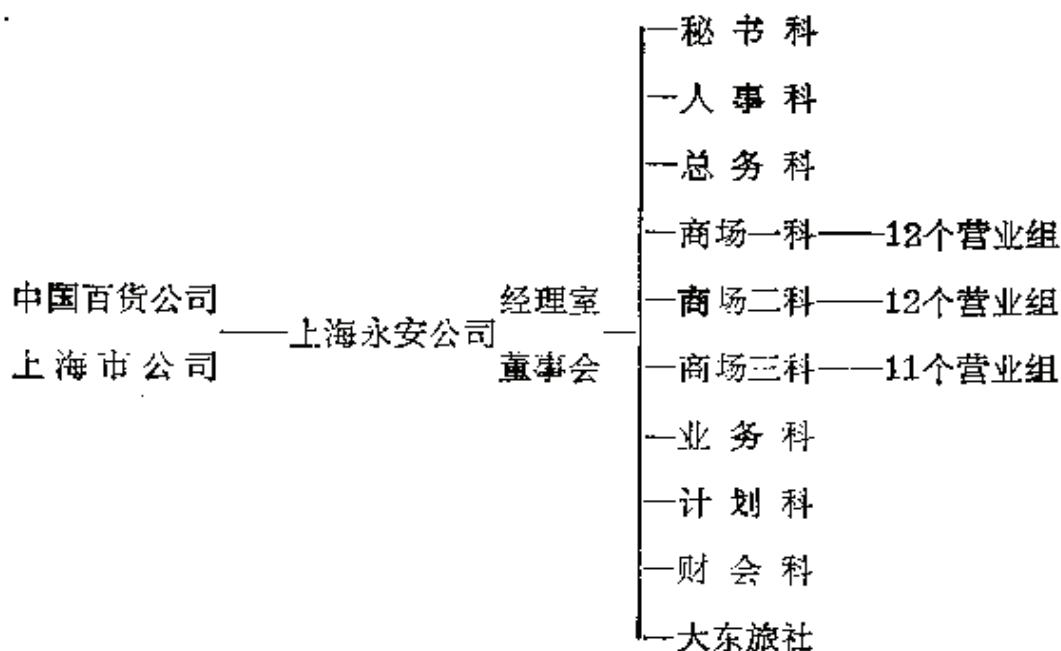 秘书科
人事科
总务科
商场一科——12个营业组
中国百货公司
上海市公司
上海永安公司
经理室
董事会
商场二科——12个营业组
商场三科——11个营业组
业务科
计划科
财会科
大东旅社